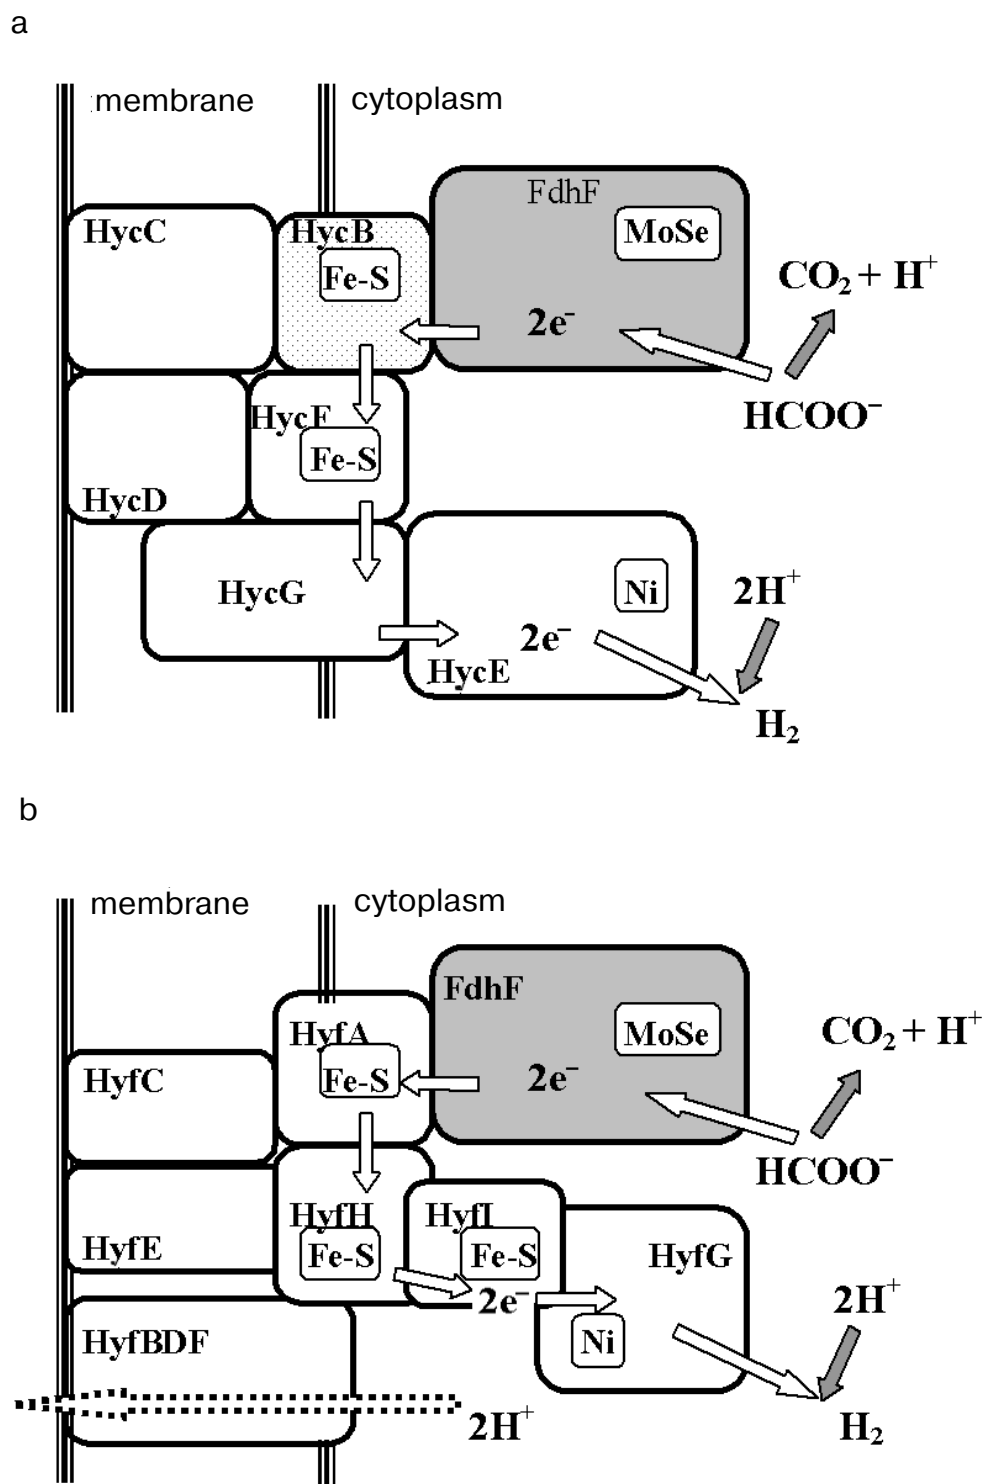 a
membrane cytoplasm
FdhF
HycC HycB MoSe
Fe-S
CO₂ + H⁺
2e⁻
HCOO⁻
HycF
Fe-S
HycD
HycG Ni 2H⁺
2e⁻
HycE
H₂
b
membrane cytoplasm
FdhF
HyfA MoSe CO₂ + H⁺
HyfC Fe-S 2e⁻
HCOO⁻
HyfH HyfI
HyfE Fe-S Fe-S HyfG
2e⁻ 2H⁺
HyfBDF Ni
2H⁺ H₂